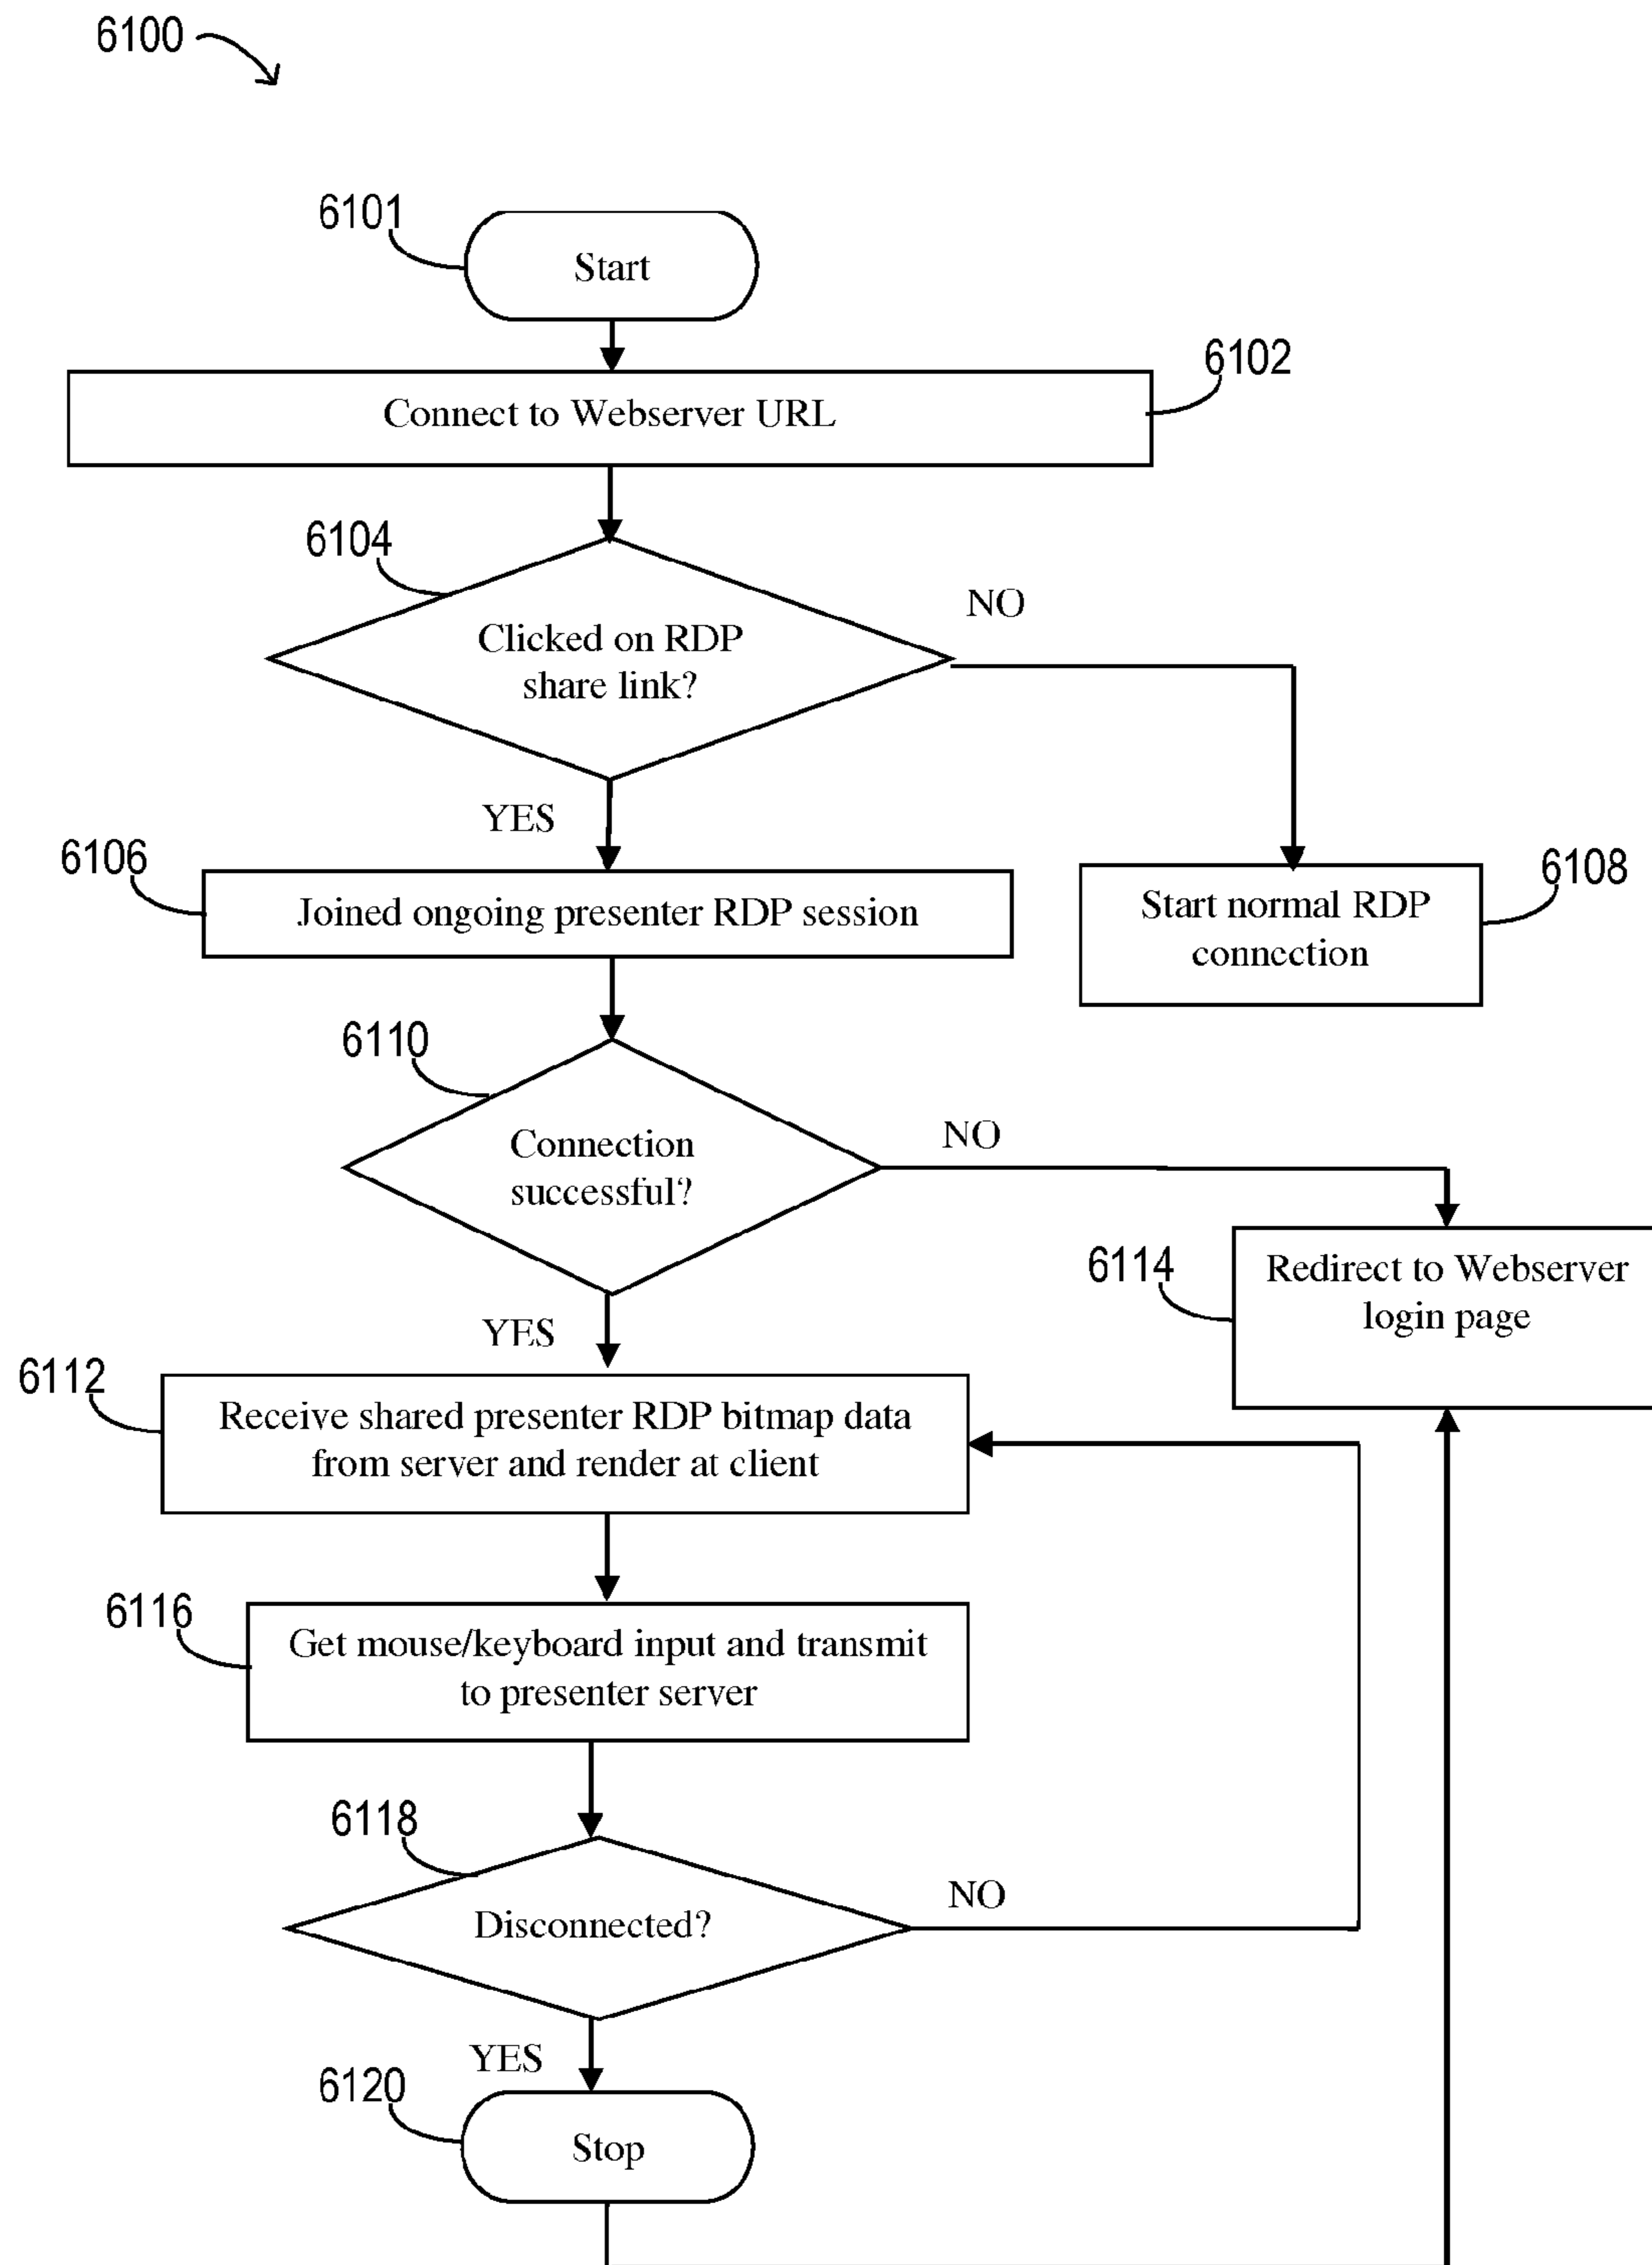 6100
6101
Start
6102
Connect to Webserver URL
6104
NO
Clicked on RDP
share link?
YES
6106
Joined ongoing presenter RDP session
6108
Start normal RDP
connection
6110
NO
Connection
successful?
6114
Redirect to Webserver
login page
YES
6112
Receive shared presenter RDP bitmap data
from server and render at client
6116
Get mouse/keyboard input and transmit
to presenter server
6118
NO
Disconnected?
YES
6120
Stop